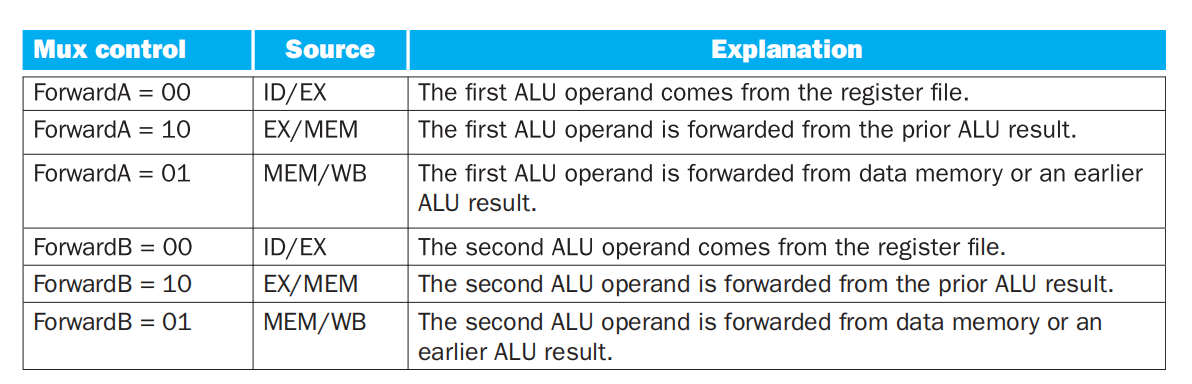 Mux control Source Explanation
ForwardA = 00 ID/EX The first ALU operand comes from the register file.
ForwardA = 10 EX/MEM The first ALU operand is forwarded from the prior ALU result.
ForwardA = 01 MEM/WB The first ALU operand is forwarded from data memory or an earlier
ALU result.
ForwardB = 00 ID/EX The second ALU operand comes from the register file.
ForwardB = 10 EX/MEM The second ALU operand is forwarded from the prior ALU result.
ForwardB = 01 MEM/WB The second ALU operand is forwarded from data memory or an
earlier ALU result.